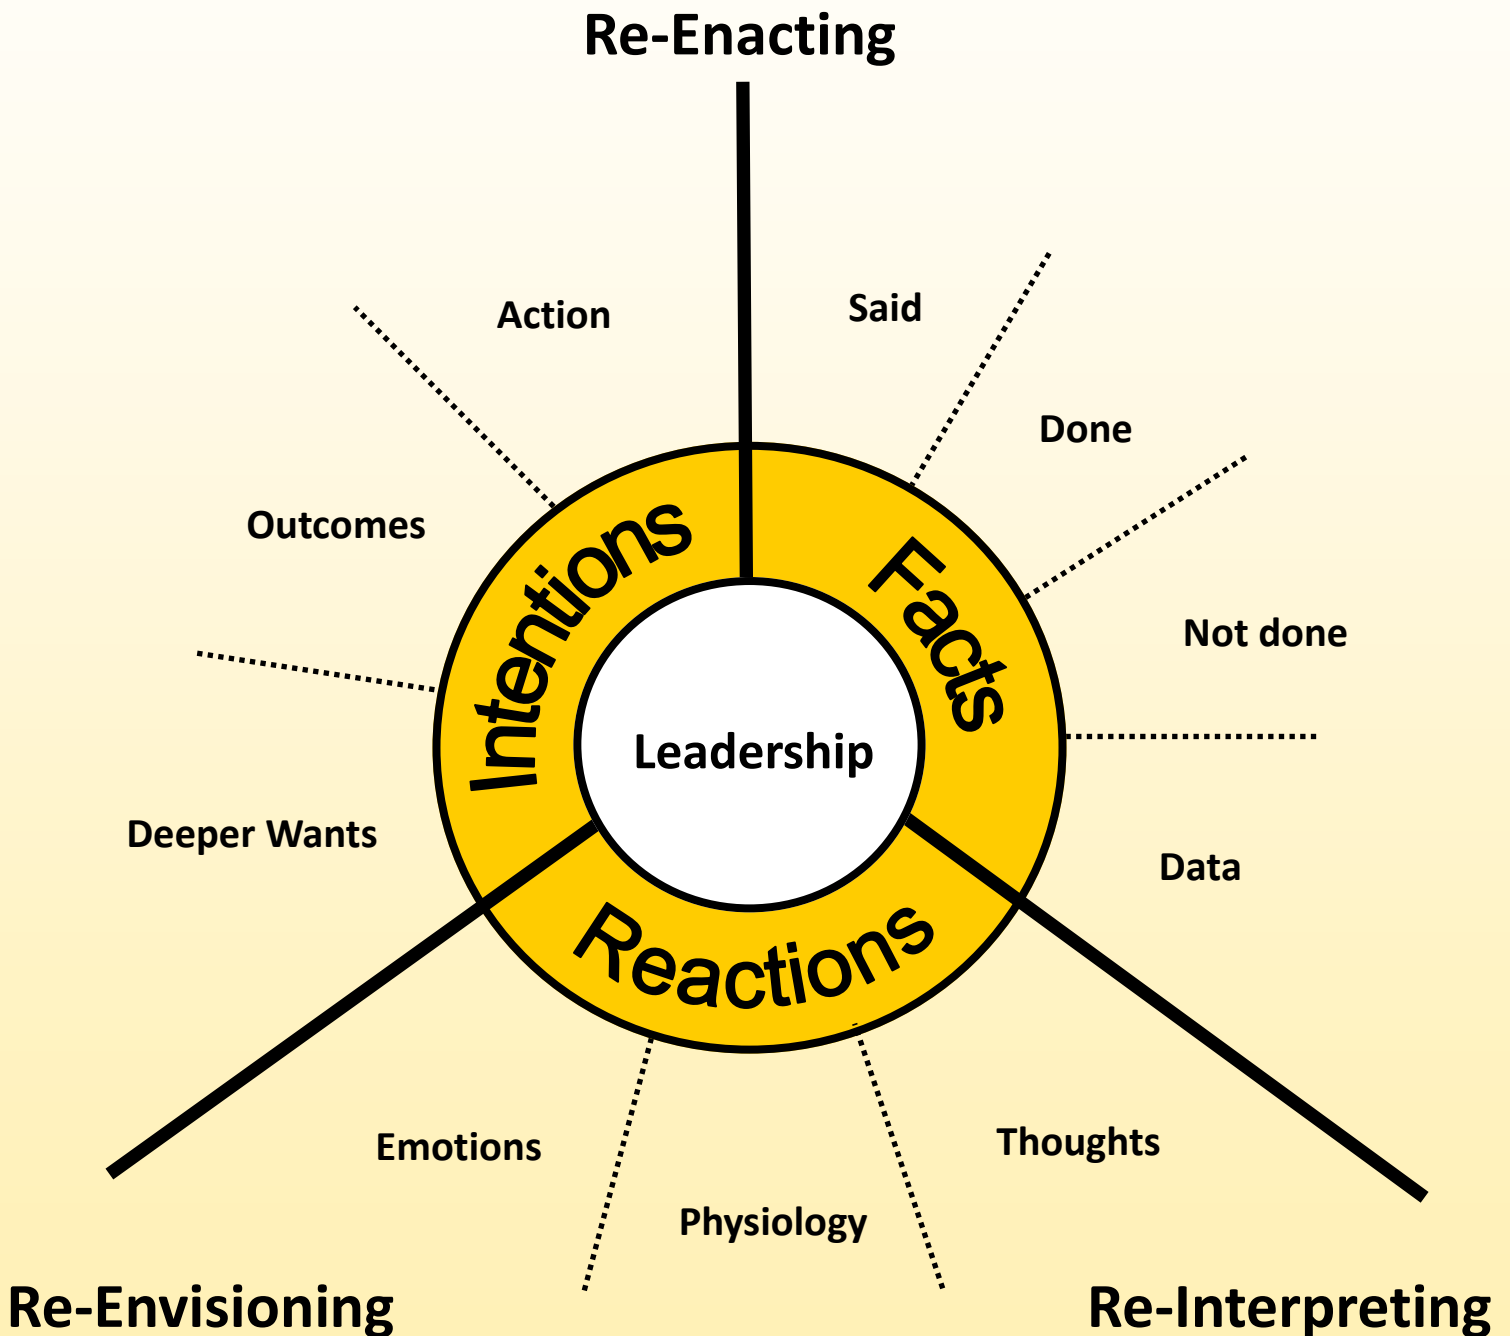 Re-Enacting
Action
Said
Done
Outcomes
Not done
Intentions
Facts
Leadership
Deeper Wants
Data
Reactions
Emotions
Thoughts
Physiology
Re-Envisioning
Re-Interpreting